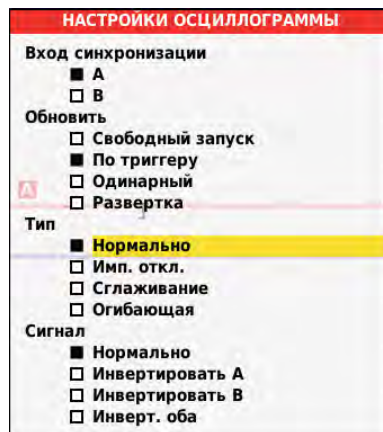 НАСТРОЙКИ ОСЦИЛЛОГРАММЫ
Вход синхронизации
A
B
Обновить
Свободный запуск
По триггеру
Одинарный
A
Развертка
Тип
Нормально
Имп. откл.
Сглаживание
Огибающая
Сигнал
Нормально
Инвертировать A
Инвертировать B
Инверт. оба